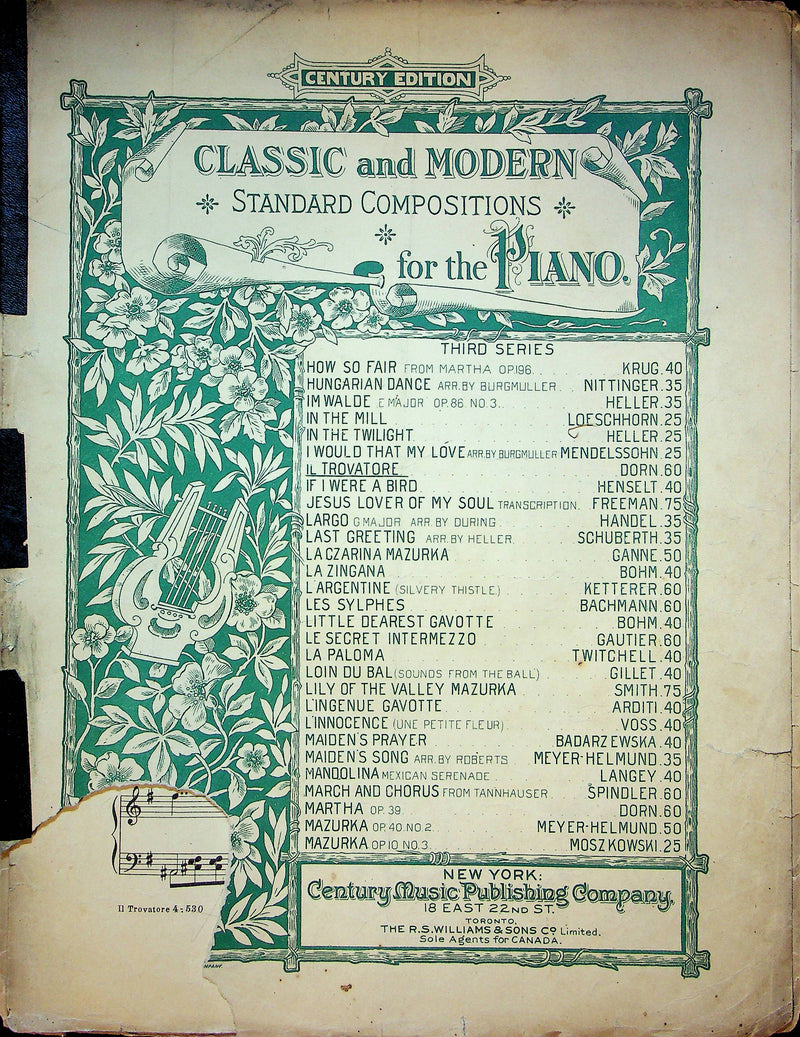 CENTURY EDITION
CLASSIC and MODERN
STANDARD COMPOSITIONS
for the PIANO.
THIRD SERIES
HOW SO FAIR FROM MARTHA OP.196. KRUG .40
HUNGARIAN DANCE ARR. BY BURGMULLER NITTINGER .35
IM WALDE E MAJOR OP. 86 NO. 3. HELLER .35
IN THE MILL LOESCHHORN .25
IN THE TWILIGHT HELLER .25
I WOULD THAT MY LOVE ARR. BY BURGMULLER MENDELSSOHN .25
IL TROVATORE DORN .60
IF I WERE A BIRD HENSELT .40
JESUS LOVER OF MY SOUL TRANSCRIPTION. FREEMAN .75
LARGO G MAJOR ARR. BY DURING HANDEL .35
LAST GREETING ARR. BY HELLER. SCHUBERTH .35
LA CZARINA MAZURKA GANNE .50
LA ZINGANA BOHM .40
L'ARGENTINE (SILVERY THISTLE) KETTERER .60
LES SYLPHES BACHMANN .60
LITTLE DEAREST GAVOTTE BOHM .40
LE SECRET INTERMEZZO GAUTIER .60
LA PALOMA TWITCHELL .40
LOIN DU BAL (SOUNDS FROM THE BALL) GILLET .40
LILY OF THE VALLEY MAZURKA SMITH .75
L'INGENUE GAVOTTE ARDITI .40
L'INNOCENCE (UNE PETITE FLEUR) VOSS .40
MAIDEN'S PRAYER BADARZEWSKA .40
MAIDEN'S SONG ARR. BY ROBERTS MEYER-HELMUND .35
MANDOLINA MEXICAN SERENADE LANGEY .40
MARCH AND CHORUS FROM TANNHAUSER SPINDLER .60
MARTHA OP. 39. DORN .60
MAZURKA OP. 40. NO. 2. MEYER-HELMUND .50
MAZURKA OP 10 NO. 3. MOSZKOWSKI .25
NEW YORK:
Century Music Publishing Company,
18 EAST 22ND ST.
TORONTO,
THE R.S. WILLIAMS & SONS CO Limited.
Sole Agents for CANADA.
Il Trovatore 4:530